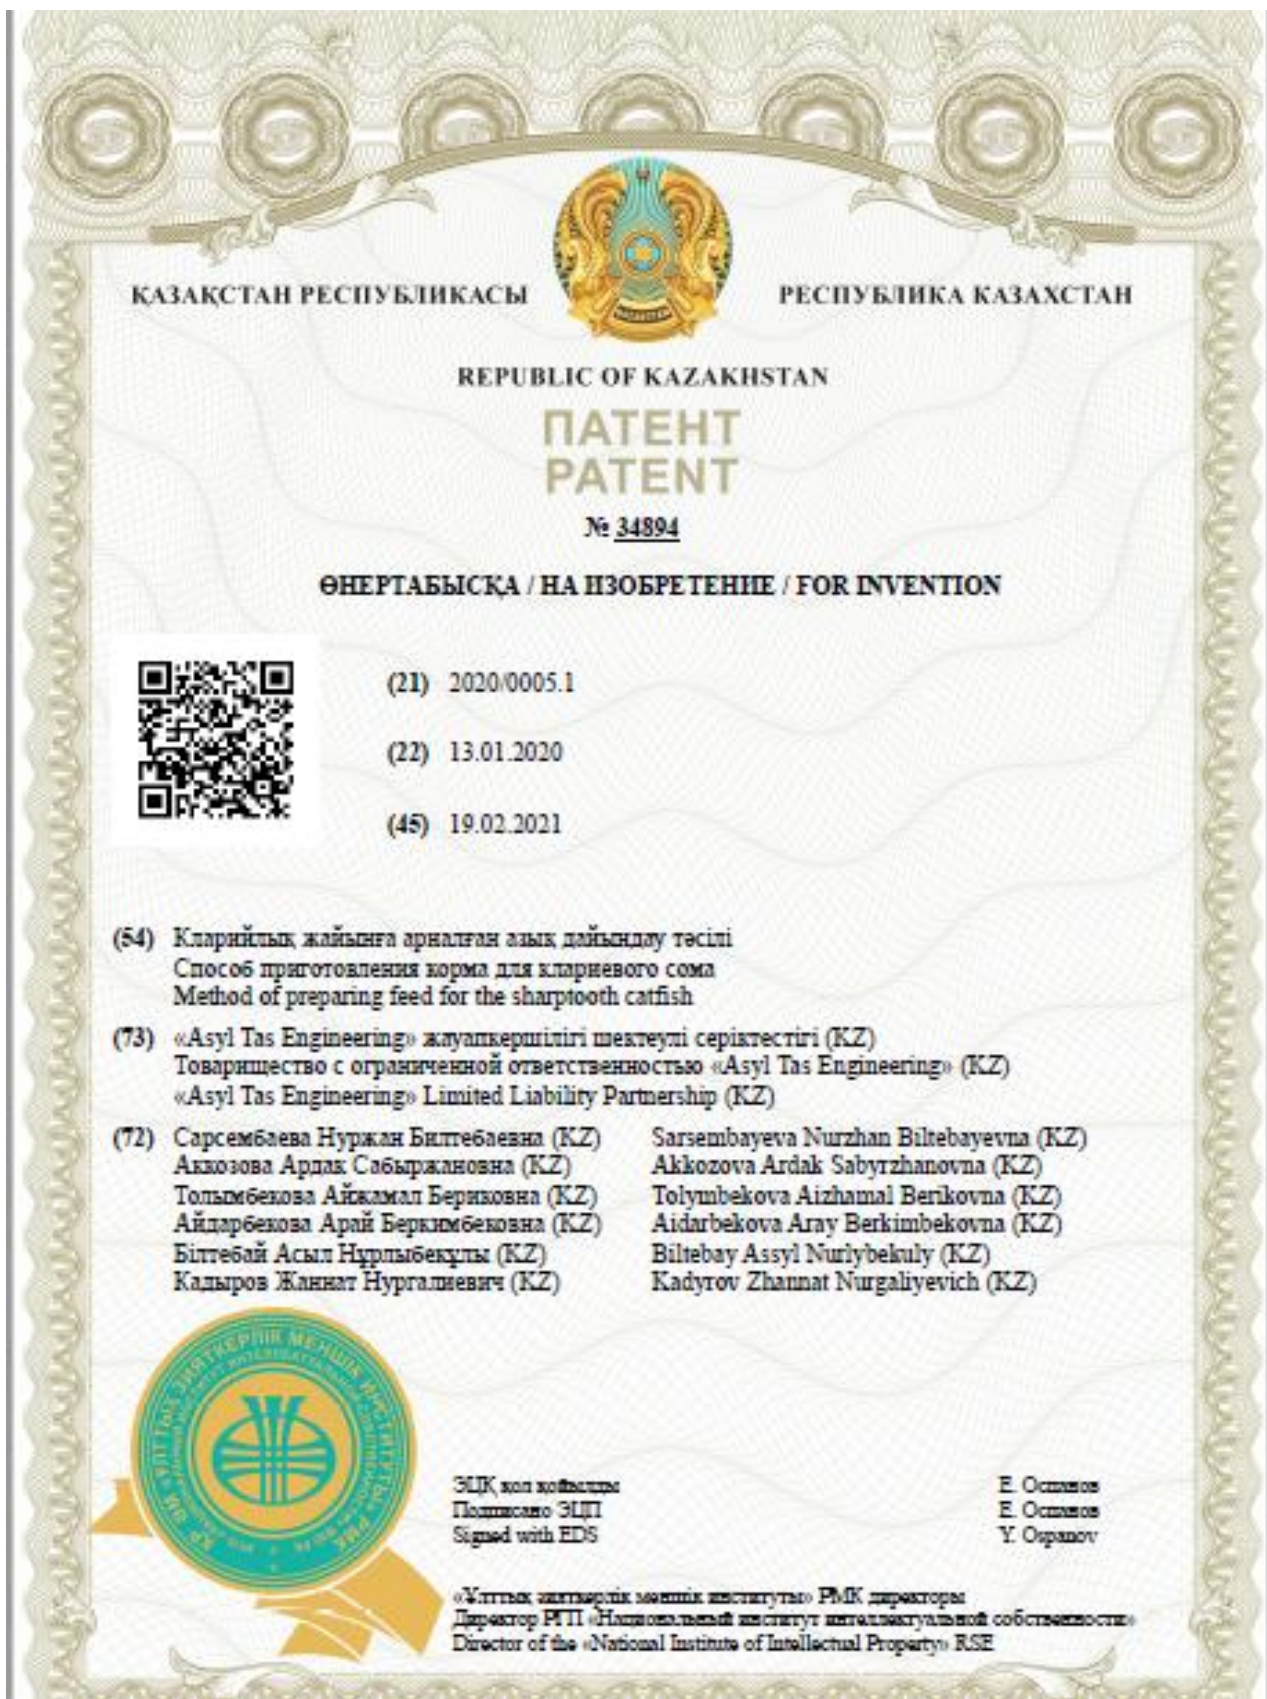 ҚАЗАҚСТАН РЕСПУБЛИКАСЫ
РЕСПУБЛИКА КАЗАХСТАН
REPUBLIC OF KAZAKHSTAN
ПАТЕНТ
PATENT
№ 34894
ӨНЕРТАБЫСҚА / НА ИЗОБРЕТЕНИЕ / FOR INVENTION
(21) 2020/0005.1
(22) 13.01.2020
(45) 19.02.2021
(54) Кларийлық жайынға арналған азық дайындау тәсілі
Способ приготовления корма для клариевого сома
Method of preparing feed for the sharptooth catfish
(73) «Asyl Tas Engineering» жауапкершілігі шектеулі серіктестігі (KZ)
Товарищество с ограниченной ответственностью «Asyl Tas Engineering» (KZ)
«Asyl Tas Engineering» Limited Liability Partnership (KZ)
(72) Сарсембаева Нуржан Билтебаевна (KZ) Sarsembayeva Nurzhan Biltebayevna (KZ)
Аккозова Ардак Сабыржановна (KZ) Akkozova Ardak Sabyrzhanovna (KZ)
Толымбекова Айжамал Бериковна (KZ) Tolymbekova Aizhamal Berikovna (KZ)
Айдарбекова Арай Беркимбековна (KZ) Aidarbekova Aray Berkimbekovna (KZ)
Білтебай Асыл Нұрлыбекұлы (KZ) Biltebay Assyl Nurlybekuly (KZ)
Кадыров Жаннат Нургалиевич (KZ) Kadyrov Zhannat Nurgaliyevich (KZ)
ҚР ӘМ «ҰЛТТЫҚ ЗИЯТКЕРЛІК МЕНШІК ИНСТИТУТЫ» РМК
ЭЦҚ қол қойылды Е. Оспанов
Подписано ЭЦП Е. Оспанов
Signed with EDS Y. Ospanov
«Ұлттық зияткерлік меншік институты» РМК директоры
Директор РГП «Национальный институт интеллектуальной собственности»
Director of the «National Institute of Intellectual Property» RSE